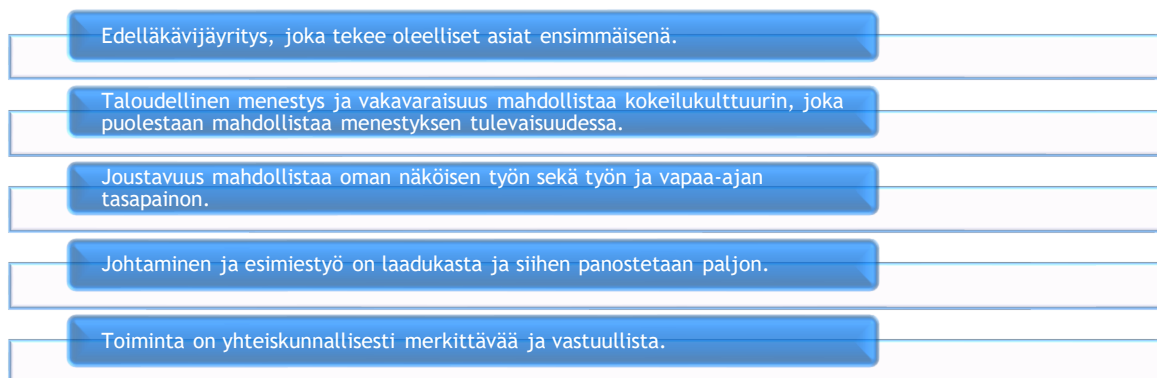 Edelläkävijäyritys, joka tekee oleelliset asiat ensimmäisenä.
Taloudellinen menestys ja vakavaraisuus mahdollistaa kokeilukulttuurin, joka
puolestaan mahdollistaa menestyksen tulevaisuudessa.
Joustavuus mahdollistaa oman näköisen työn sekä työn ja vapaa-ajan
tasapainon.
Johtaminen ja esimiestyö on laadukasta ja siihen panostetaan paljon.
Toiminta on yhteiskunnallisesti merkittävää ja vastuullista.